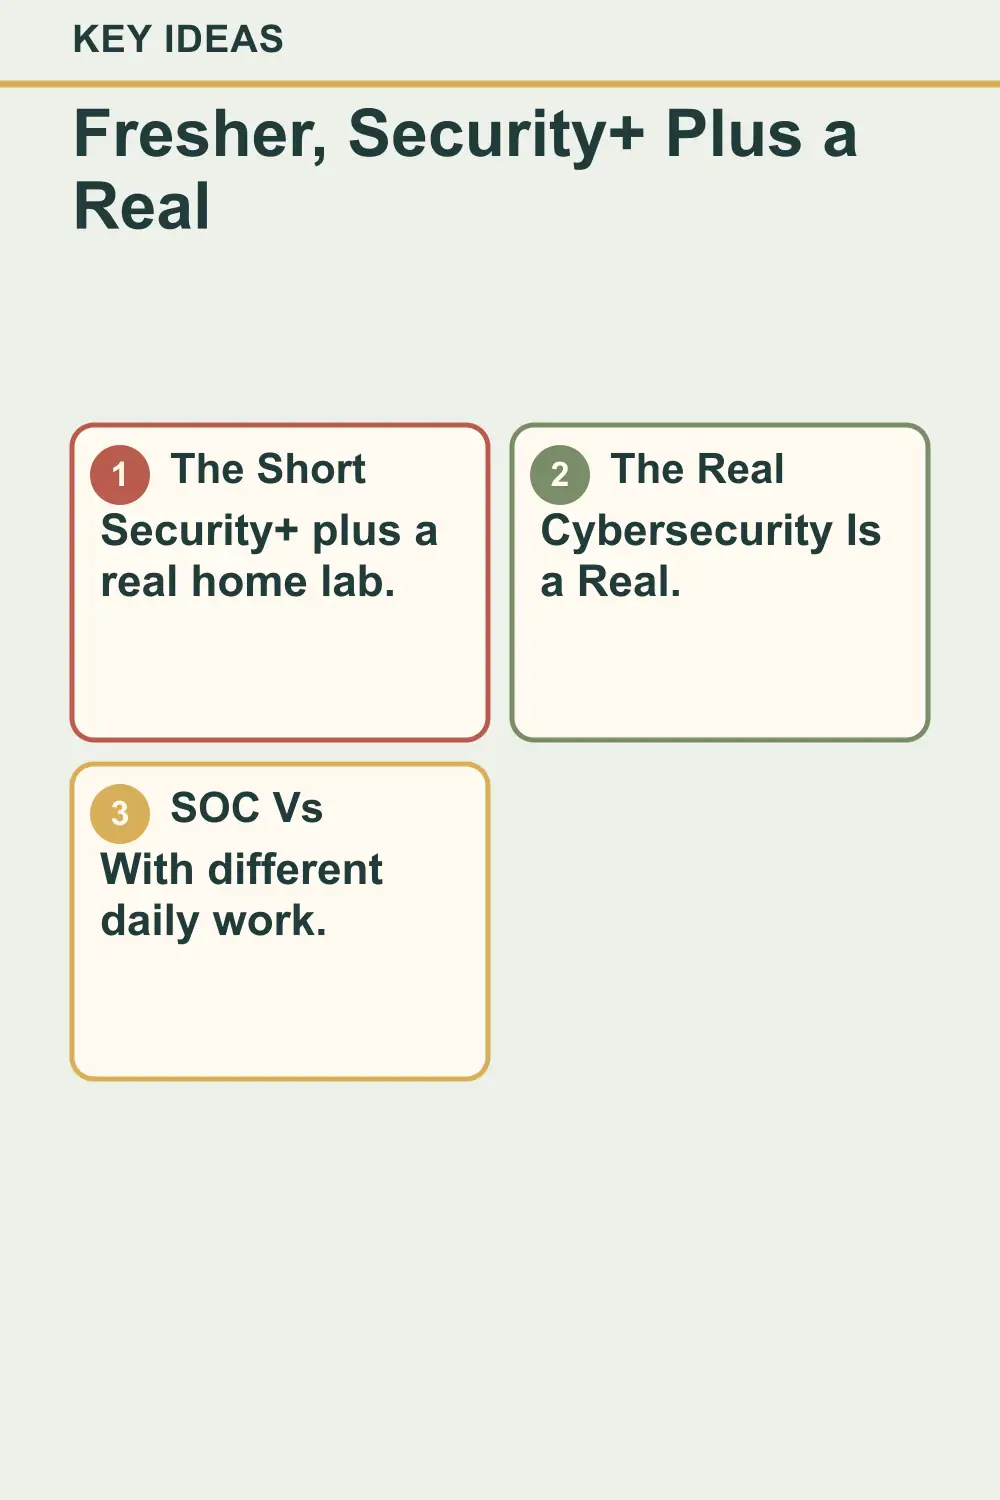 KEY IDEAS
Fresher, Security+ Plus a
Real
1 The Short
Security+ plus a
real home lab.
2 The Real
Cybersecurity Is
a Real.
3 SOC Vs
With different
daily work.